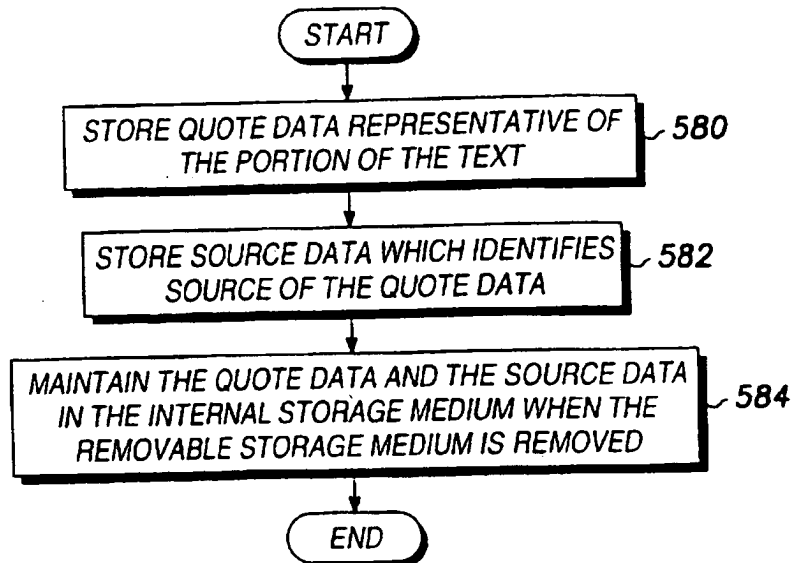 START
STORE QUOTE DATA REPRESENTATIVE OF
THE PORTION OF THE TEXT
580
STORE SOURCE DATA WHICH IDENTIFIES
SOURCE OF THE QUOTE DATA
582
MAINTAIN THE QUOTE DATA AND THE SOURCE DATA
IN THE INTERNAL STORAGE MEDIUM WHEN THE
REMOVABLE STORAGE MEDIUM IS REMOVED
584
END